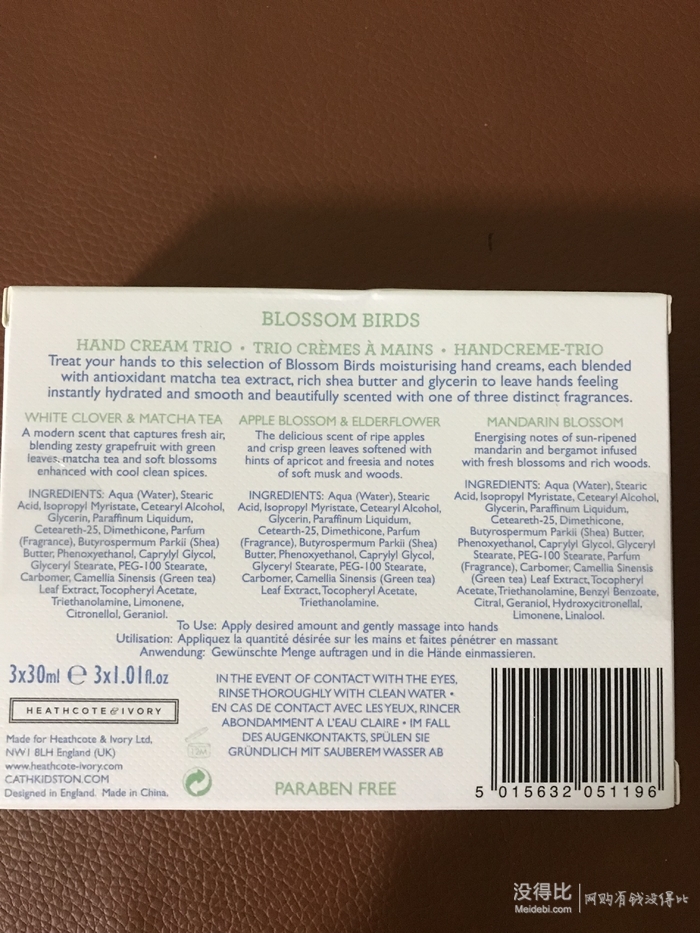 BLOSSOM BIRDS
HAND CREAM TRIO • TRIO CRÈMES À MAINS • HANDCREME-TRIO
Treat your hands to this selection of Blossom Birds moisturising hand creams, each blended
with antioxidant matcha tea extract, rich shea butter and glycerin to leave hands feeling
instantly hydrated and smooth and beautifully scented with one of three distinct fragrances.
WHITE CLOVER & MATCHA TEA
A modern scent that captures fresh air,
blending zesty grapefruit with green
leaves, matcha tea and soft blossoms
enhanced with cool clean spices.
INGREDIENTS: Aqua (Water), Stearic
Acid, Isopropyl Myristate, Cetearyl Alcohol,
Glycerin, Paraffinum Liquidum,
Ceteareth-25, Dimethicone, Parfum
(Fragrance), Butyrospermum Parkii (Shea)
Butter, Phenoxyethanol, Caprylyl Glycol,
Glyceryl Stearate, PEG-100 Stearate,
Carbomer, Camellia Sinensis (Green tea)
Leaf Extract, Tocopheryl Acetate,
Triethanolamine, Limonene,
Citronellol, Geraniol.
APPLE BLOSSOM & ELDERFLOWER
The delicious scent of ripe apples
and crisp green leaves softened with
hints of apricot and freesia and notes
of soft musk and woods.
INGREDIENTS: Aqua (Water), Stearic
Acid, Isopropyl Myristate, Cetearyl Alcohol,
Glycerin, Paraffinum Liquidum,
Cetearth-25, Dimethicone, Parfum
(Fragrance), Butyrospermum Parkii (Shea)
Butter, Phenoxyethanol, Caprylyl Glycol,
Glyceryl Stearate, PEG-100 Stearate,
Carbomer, Camellia Sinensis (Green tea)
Leaf Extract, Tocopheryl Acetate,
Triethanolamine.
MANDARIN BLOSSOM
Energising notes of sun-ripened
mandarin and bergamot infused
with fresh blossoms and rich woods.
INGREDIENTS: Aqua (Water), Stearic
Acid, Isopropyl Myristate, Cetearyl Alcohol,
Glycerin, Paraffinum Liquidum,
Ceteareth-25, Dimethicone,
Butyrospermum Parkii (Shea) Butter,
Phenoxyethanol, Caprylyl Glycol, Glyceryl
Stearate, PEG-100 Stearate, Parfum
(Fragrance), Carbomer, Camellia Sinensis
(Green tea) Leaf Extract, Tocopheryl
Acetate, Triethanolamine, Benzyl Benzoate,
Citral, Geraniol, Hydroxycitronellal,
Limonene, Linalool.
To Use: Apply desired amount and gently massage into hands
Utilisation: Appliquez la quantité désirée sur les mains et faites pénétrer en massant
Anwendung: Gewünschte Menge auftragen und in die Hände einmassieren.
3x30ml ℮ 3x1.01fl.oz
HEATHCOTE & IVORY
Made for Heathcote & Ivory Ltd,
NW1 8LH England (UK)
www.heathcote-ivory.com
CATHKIDSTON.COM
Designed in England. Made in China.
12M
IN THE EVENT OF CONTACT WITH THE EYES,
RINSE THOROUGHLY WITH CLEAN WATER •
EN CAS DE CONTACT AVEC LES YEUX, RINCER
ABONDAMMENT A L'EAU CLAIRE • IM FALL
DES AUGENKONTAKTS, SPÜLEN SIE
GRÜNDLICH MIT SAUBEREM WASSER AB
PARABEN FREE
5 015632 051196
没得比
Meidebi.com
网购有钱没得比